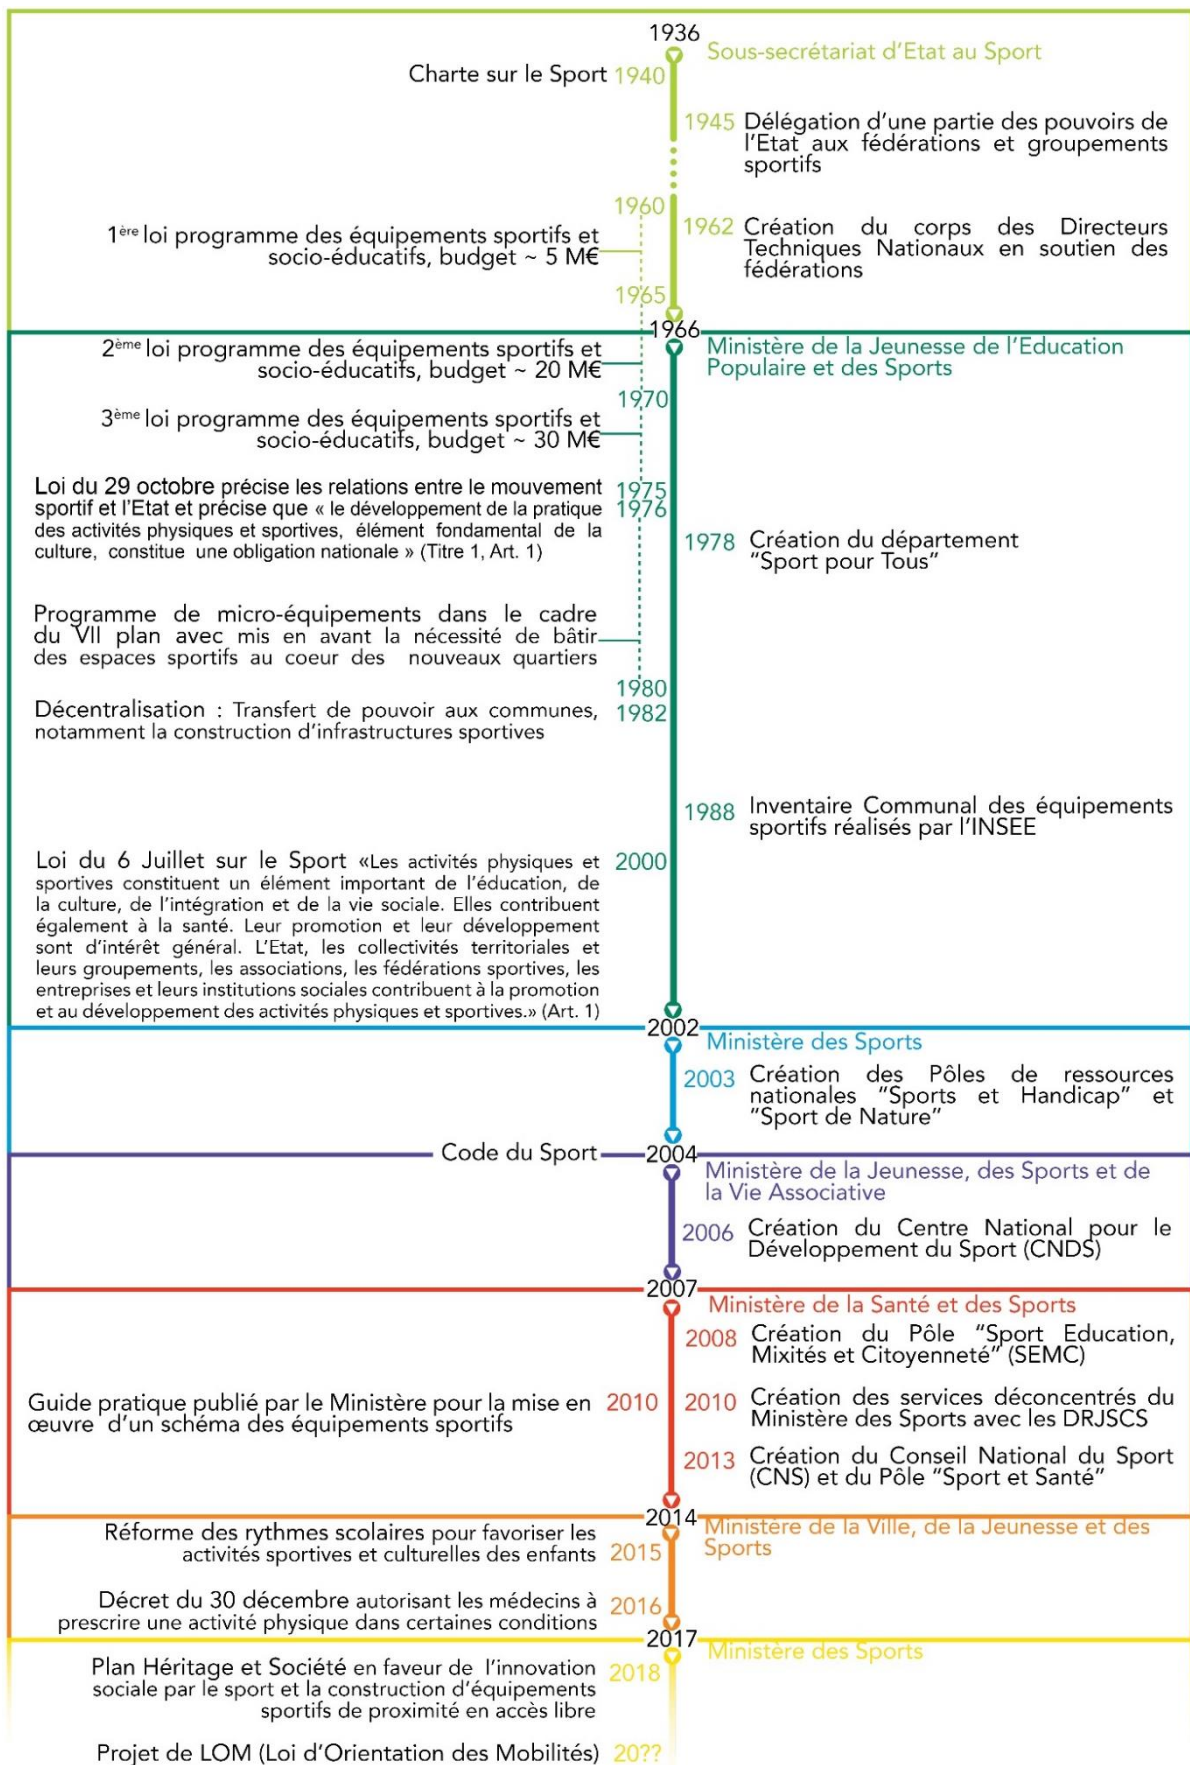 1936
Sous-secrétariat d'Etat au Sport
Charte sur le Sport 1940
1945 Délégation d'une partie des pouvoirs de
l'Etat aux fédérations et groupements
sportifs
1960
1ère loi programme des équipements sportifs et
socio-éducatifs, budget ~ 5 M€
1962 Création du corps des Directeurs
Techniques Nationaux en soutien des
fédérations
1965
1966
Ministère de la Jeunesse de l'Education
Populaire et des Sports
2ème loi programme des équipements sportifs et
socio-éducatifs, budget ~ 20 M€
1970
3ème loi programme des équipements sportifs et
socio-éducatifs, budget ~ 30 M€
1975
1976
Loi du 29 octobre précise les relations entre le mouvement
sportif et l'Etat et précise que « le développement de la pratique
des activités physiques et sportives, élément fondamental de la
culture, constitue une obligation nationale » (Titre 1, Art. 1)
1978 Création du département
"Sport pour Tous"
Programme de micro-équipements dans le cadre
du VII plan avec mis en avant la nécessité de bâtir
des espaces sportifs au coeur des nouveaux quartiers
1980
1982
Décentralisation : Transfert de pouvoir aux communes,
notamment la construction d'infrastructures sportives
1988 Inventaire Communal des équipements
sportifs réalisés par l'INSEE
2000
Loi du 6 Juillet sur le Sport «Les activités physiques et
sportives constituent un élément important de l'éducation, de
la culture, de l'intégration et de la vie sociale. Elles contribuent
également à la santé. Leur promotion et leur développement
sont d'intérêt général. L'Etat, les collectivités territoriales et
leurs groupements, les associations, les fédérations sportives, les
entreprises et leurs institutions sociales contribuent à la promotion
et au développement des activités physiques et sportives.» (Art. 1)
2002
Ministère des Sports
2003 Création des Pôles de ressources
nationales "Sports et Handicap" et
"Sport de Nature"
Code du Sport 2004
Ministère de la Jeunesse, des Sports et de
la Vie Associative
2006 Création du Centre National pour le
Développement du Sport (CNDS)
2007
Ministère de la Santé et des Sports
2008 Création du Pôle "Sport Education,
Mixités et Citoyenneté" (SEMC)
Guide pratique publié par le Ministère pour la mise en 2010
œuvre d'un schéma des équipements sportifs
2010 Création des services déconcentrés du
Ministère des Sports avec les DRJSCS
2013 Création du Conseil National du Sport
(CNS) et du Pôle "Sport et Santé"
2014
Ministère de la Ville, de la Jeunesse et des
Sports
Réforme des rythmes scolaires pour favoriser les
activités sportives et culturelles des enfants 2015
Décret du 30 décembre autorisant les médecins à 2016
prescrire une activité physique dans certaines conditions
2017
Ministère des Sports
Plan Héritage et Société en faveur de l'innovation 2018
sociale par le sport et la construction d'équipements
sportifs de proximité en accès libre
Projet de LOM (Loi d'Orientation des Mobilités) 20??